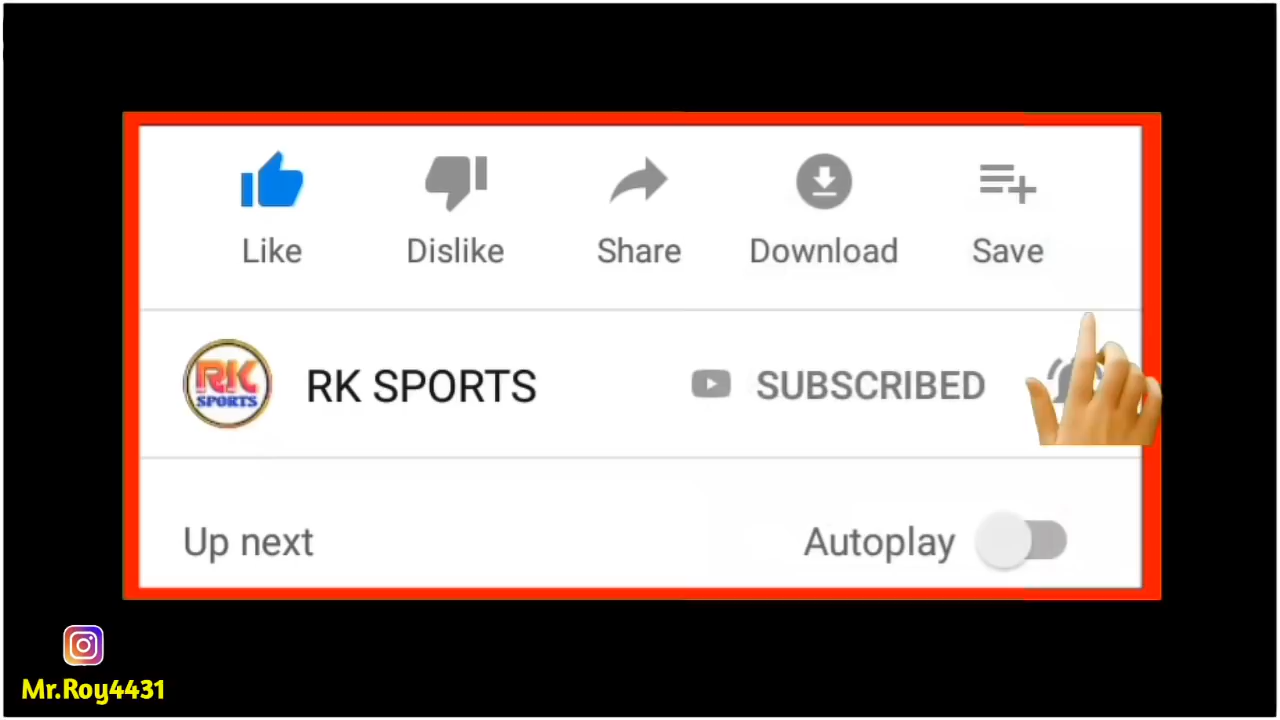 Like Dislike Share Download Save
RK SPORTS
RK SPORTS SUBSCRIBED
Up next Autoplay
Mr.Roy4431